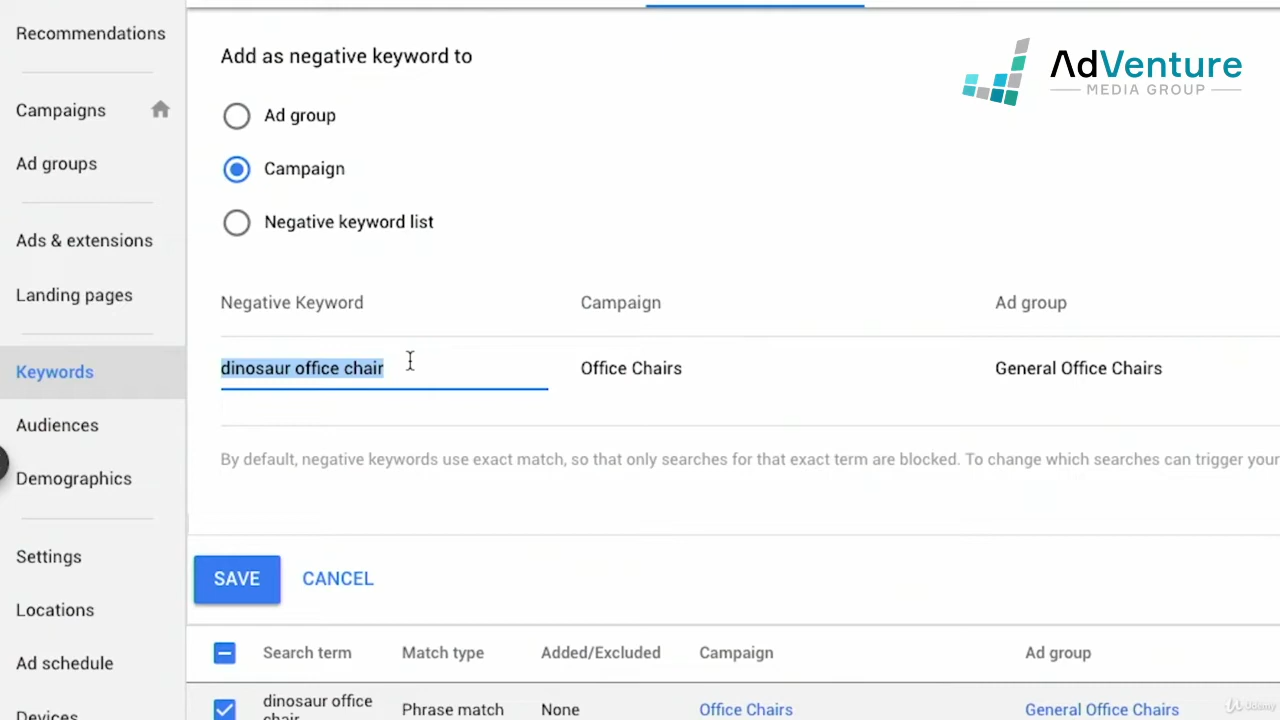 Recommendations
Campaigns
Ad groups
Ads & extensions
Landing pages
Keywords
Audiences
Demographics
Settings
Locations
Ad schedule
Devices
Add as negative keyword to
Ad group
Campaign
Negative keyword list
AdVenture
MEDIA GROUP
Negative Keyword Campaign Ad group
dinosaur office chair Office Chairs General Office Chairs
By default, negative keywords use exact match, so that only searches for that exact term are blocked. To change which searches can trigger your
SAVE CANCEL
Search term Match type Added/Excluded Campaign Ad group
dinosaur office
chair Phrase match None Office Chairs General Office Chairs
Udemy